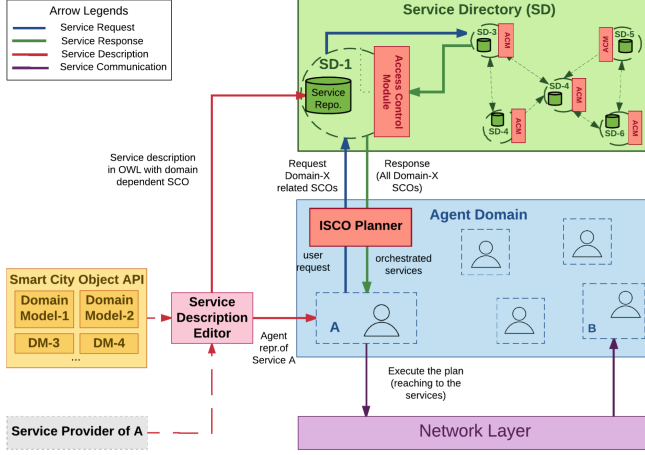 Arrow Legends
Service Request
Service Response
Service Description
Service Communication
Service Directory (SD)
SD-1
Service
Repo.
Access Control
Module
SD-3
ACM
ACM
SD-5
SD-4
ACM
SD-4
ACM
SD-6
ACM
Service description
in OWL with domain
dependent SCO
Request
Domain-X
related SCOs
Response
(All Domain-X
SCOs)
Agent Domain
ISCO Planner
user
request
orchestrated
services
A
B
Smart City Object API
Domain
Model-1
Domain
Model-2
DM-3
DM-4
...
Service
Description
Editor
Agent
repr.of
Service A
Execute the plan
(reaching to the
services)
Service Provider of A
Network Layer